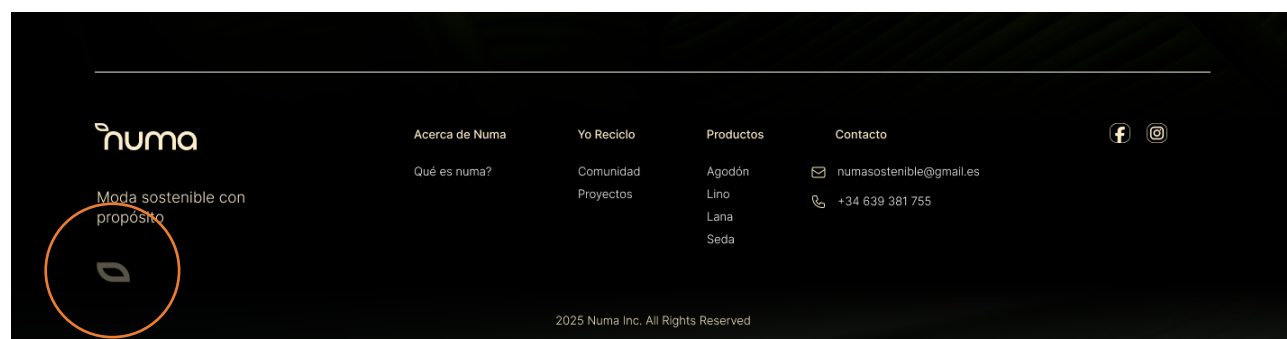 numa
Moda sostenible con
propósito
Acerca de Numa
Qué es numa?
Yo Reciclo
Comunidad
Proyectos
Productos
Agodón
Lino
Lana
Seda
Contacto
numasostenible@gmail.es
+34 639 381 755
2025 Numa Inc. All Rights Reserved